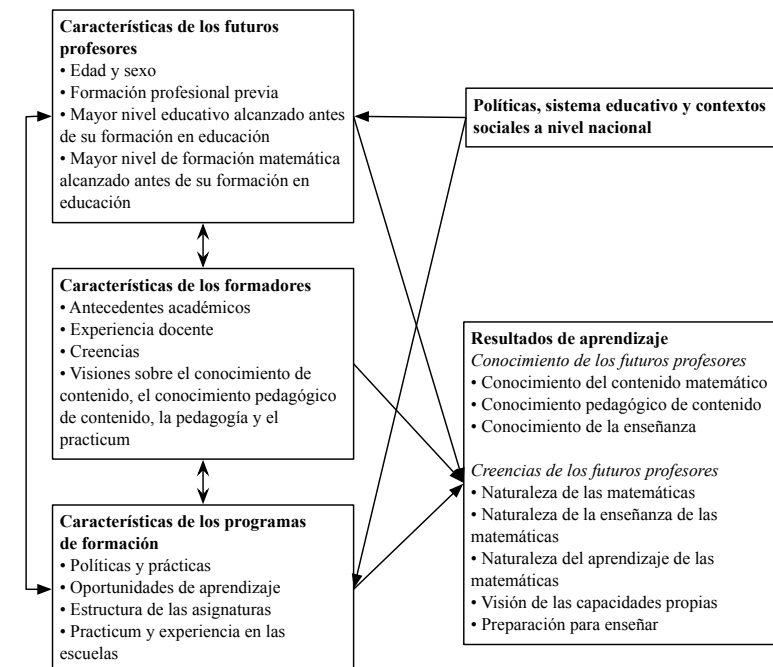 Características de los futuros
profesores
• Edad y sexo
• Formación profesional previa
• Mayor nivel educativo alcanzado antes
de su formación en educación
• Mayor nivel de formación matemática
alcanzado antes de su formación en
educación
Políticas, sistema educativo y contextos
sociales a nivel nacional
Características de los formadores
• Antecedentes académicos
• Experiencia docente
• Creencias
• Visiones sobre el conocimiento de
contenido, el conocimiento pedagógico
de contenido, la pedagogía y el
practicum
Resultados de aprendizaje
Conocimiento de los futuros profesores
• Conocimiento del contenido matemático
• Conocimiento pedagógico de contenido
• Conocimiento de la enseñanza
Creencias de los futuros profesores
• Naturaleza de las matemáticas
• Naturaleza de la enseñanza de las
matemáticas
• Naturaleza del aprendizaje de las
matemáticas
• Visión de las capacidades propias
• Preparación para enseñar
Características de los programas
de formación
• Políticas y prácticas
• Oportunidades de aprendizaje
• Estructura de las asignaturas
• Practicum y experiencia en las
escuelas